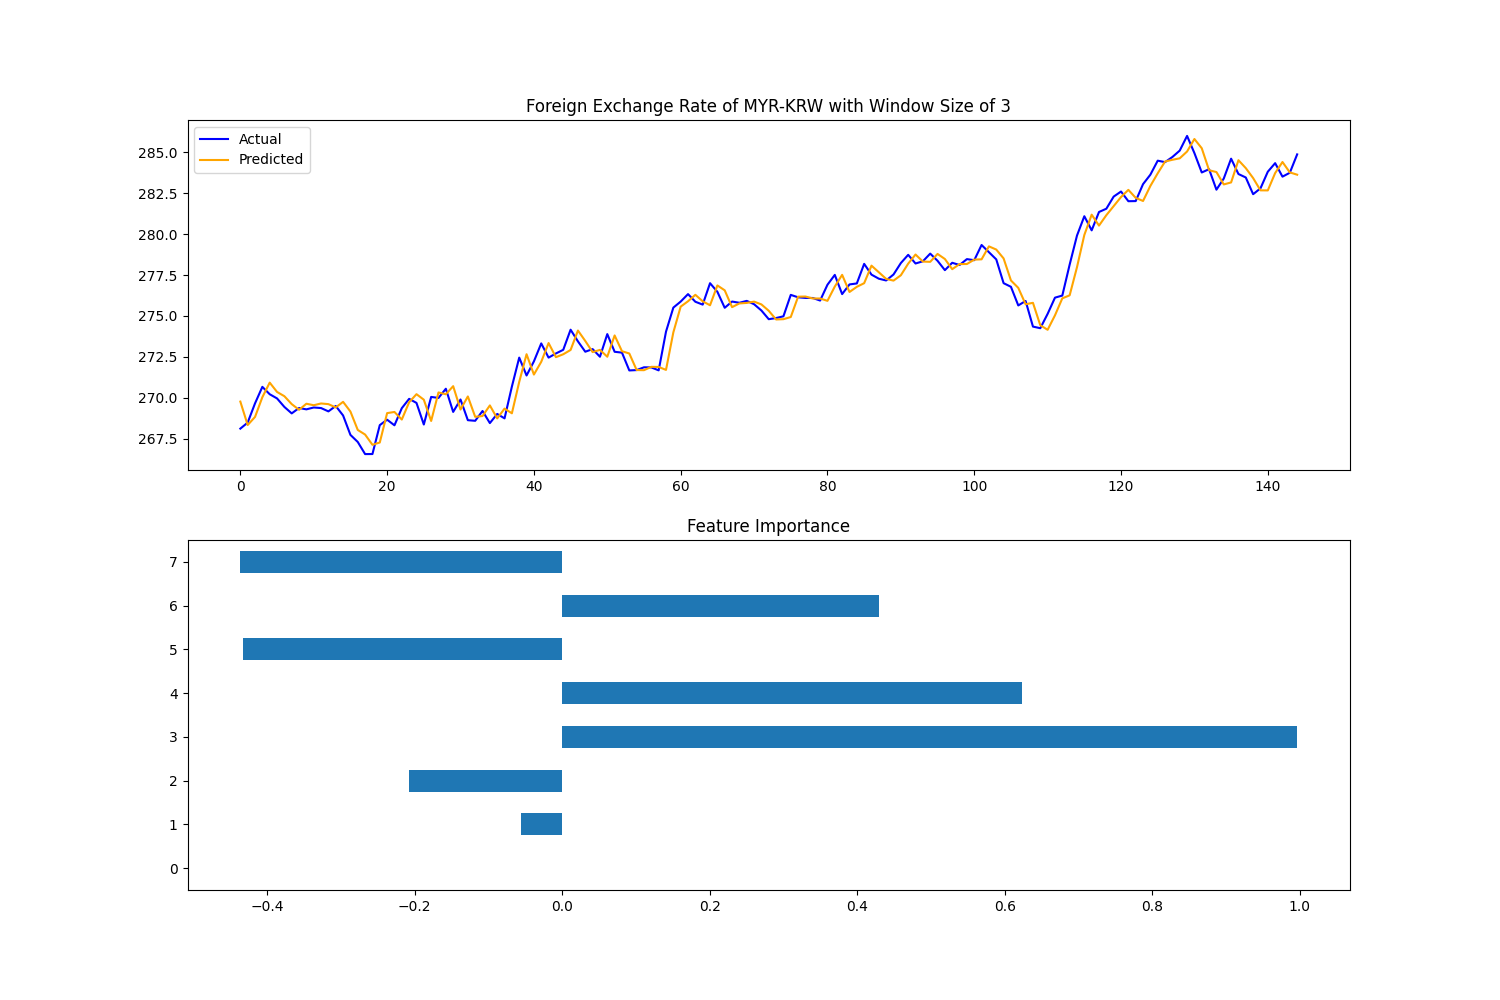 Foreign Exchange Rate of MYR-KRW with Window Size of 3
Actual
Predicted
285.0
282.5
280.0
277.5
275.0
272.5
270.0
267.5
0 20 40 60 80 100 120 140
Feature Importance
7
6
5
4
3
2
1
0
−0.4 −0.2 0.0 0.2 0.4 0.6 0.8 1.0